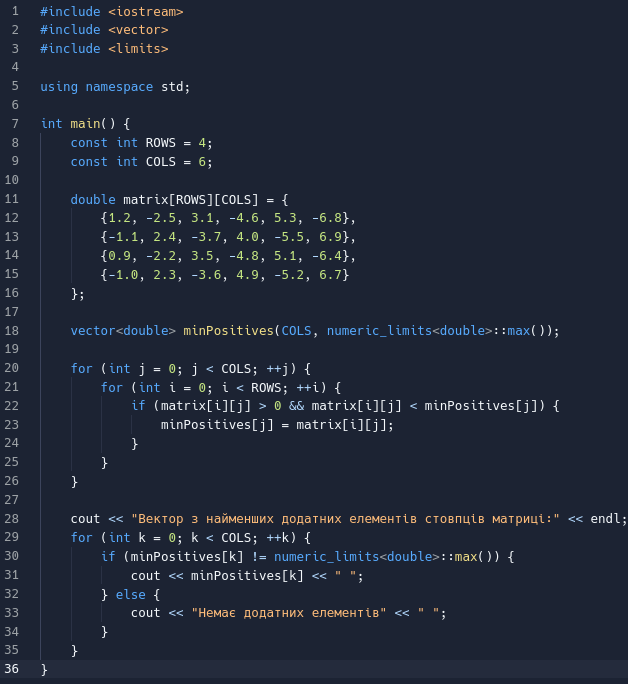 1 #include <iostream>
2 #include <vector>
3 #include <limits>
4
5 using namespace std;
6
7 int main() {
8     const int ROWS = 4;
9     const int COLS = 6;
10
11     double matrix[ROWS][COLS] = {
12         {1.2, -2.5, 3.1, -4.6, 5.3, -6.8},
13         {-1.1, 2.4, -3.7, 4.0, -5.5, 6.9},
14         {0.9, -2.2, 3.5, -4.8, 5.1, -6.4},
15         {-1.0, 2.3, -3.6, 4.9, -5.2, 6.7}
16     };
17
18     vector<double> minPositives(COLS, numeric_limits<double>::max());
19
20     for (int j = 0; j < COLS; ++j) {
21         for (int i = 0; i < ROWS; ++i) {
22             if (matrix[i][j] > 0 && matrix[i][j] < minPositives[j]) {
23                 minPositives[j] = matrix[i][j];
24             }
25         }
26     }
27
28     cout << "Вектор з найменших додатних елементів стовпців матриці:" << endl;
29     for (int k = 0; k < COLS; ++k) {
30         if (minPositives[k] != numeric_limits<double>::max()) {
31             cout << minPositives[k] << " ";
32         } else {
33             cout << "Немає додатних елементів" << " ";
34         }
35     }
36 }